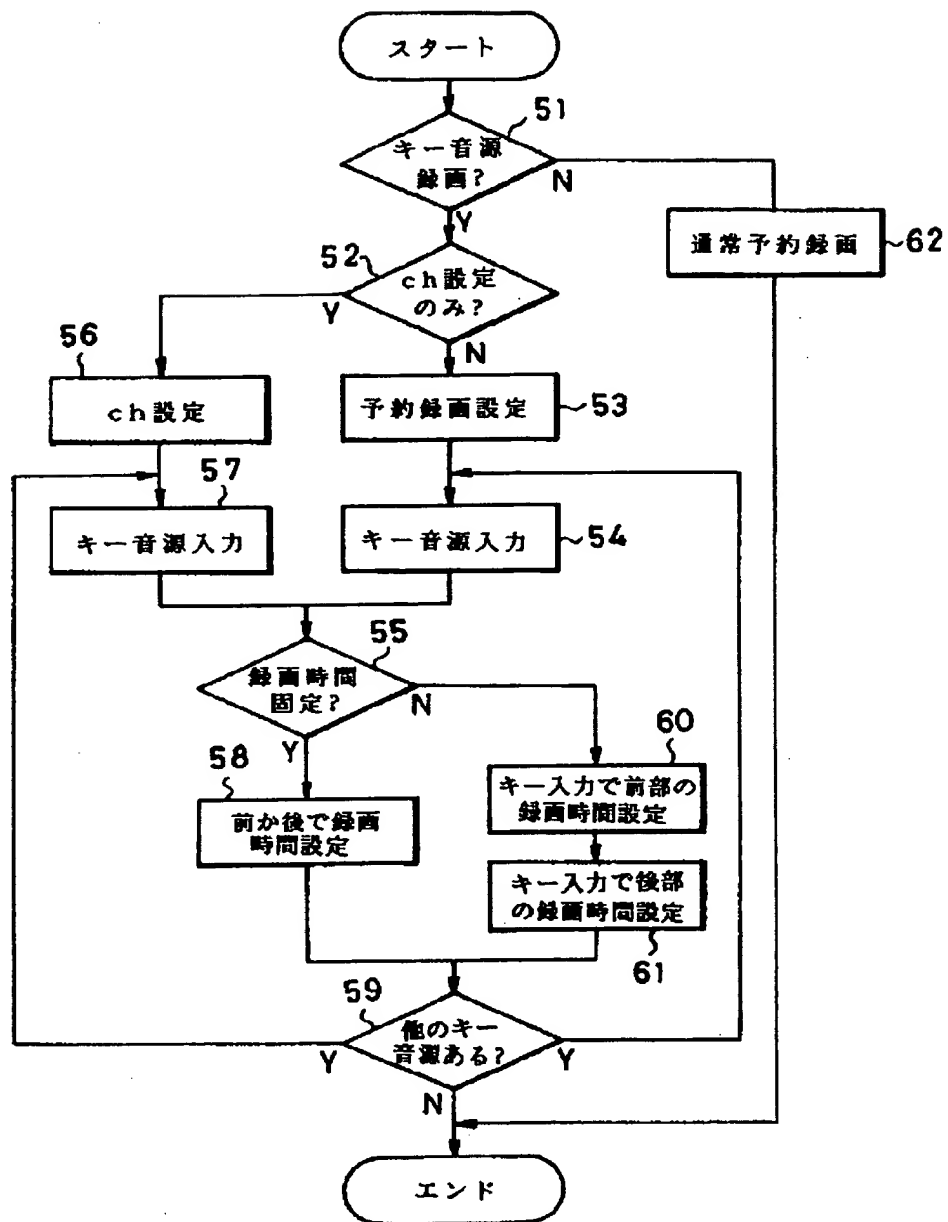 スタート
51
キー音源
録画?
N
Y
通常予約録画
62
52
ch設定
のみ?
Y
N
56
ch設定
予約録画設定
53
57
キー音源入力
キー音源入力
54
55
録画時間
固定?
N
Y
58
前か後で録画
時間設定
60
キー入力で前部の
録画時間設定
キー入力で後部
の録画時間設定
61
59
他のキー
音源ある?
Y
Y
N
エンド